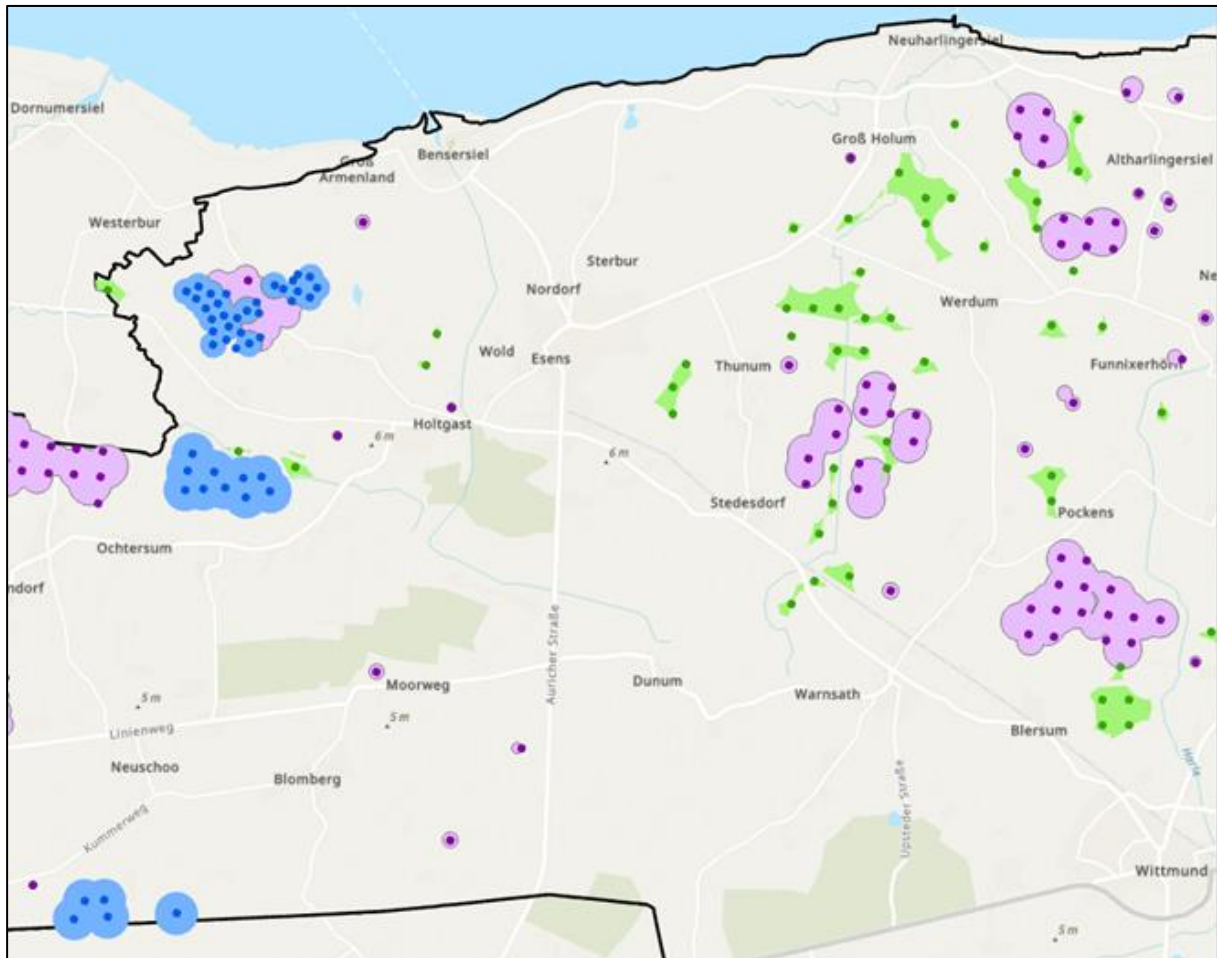 Neuharlingersiel
Dornumersiel
Groß Holum
Bensersiel
Groß
Armenland
Altharlingersiel
Westerbur
Sterbur
Nordorf
Werdum
Ne
Wold
Esens
Thunum
Funnixerhörn
Holtgast
6 m
6 m
Stedesdorf
Pockens
Ochtersum
ndorf
Auricher Straße
Moorweg
Dunum
Warnsath
5 m
5 m
Linienweg
Blersum
Neuschoo
Blomberg
Harle
Upsteder Straße
Kummerweg
Wittmund
5 m